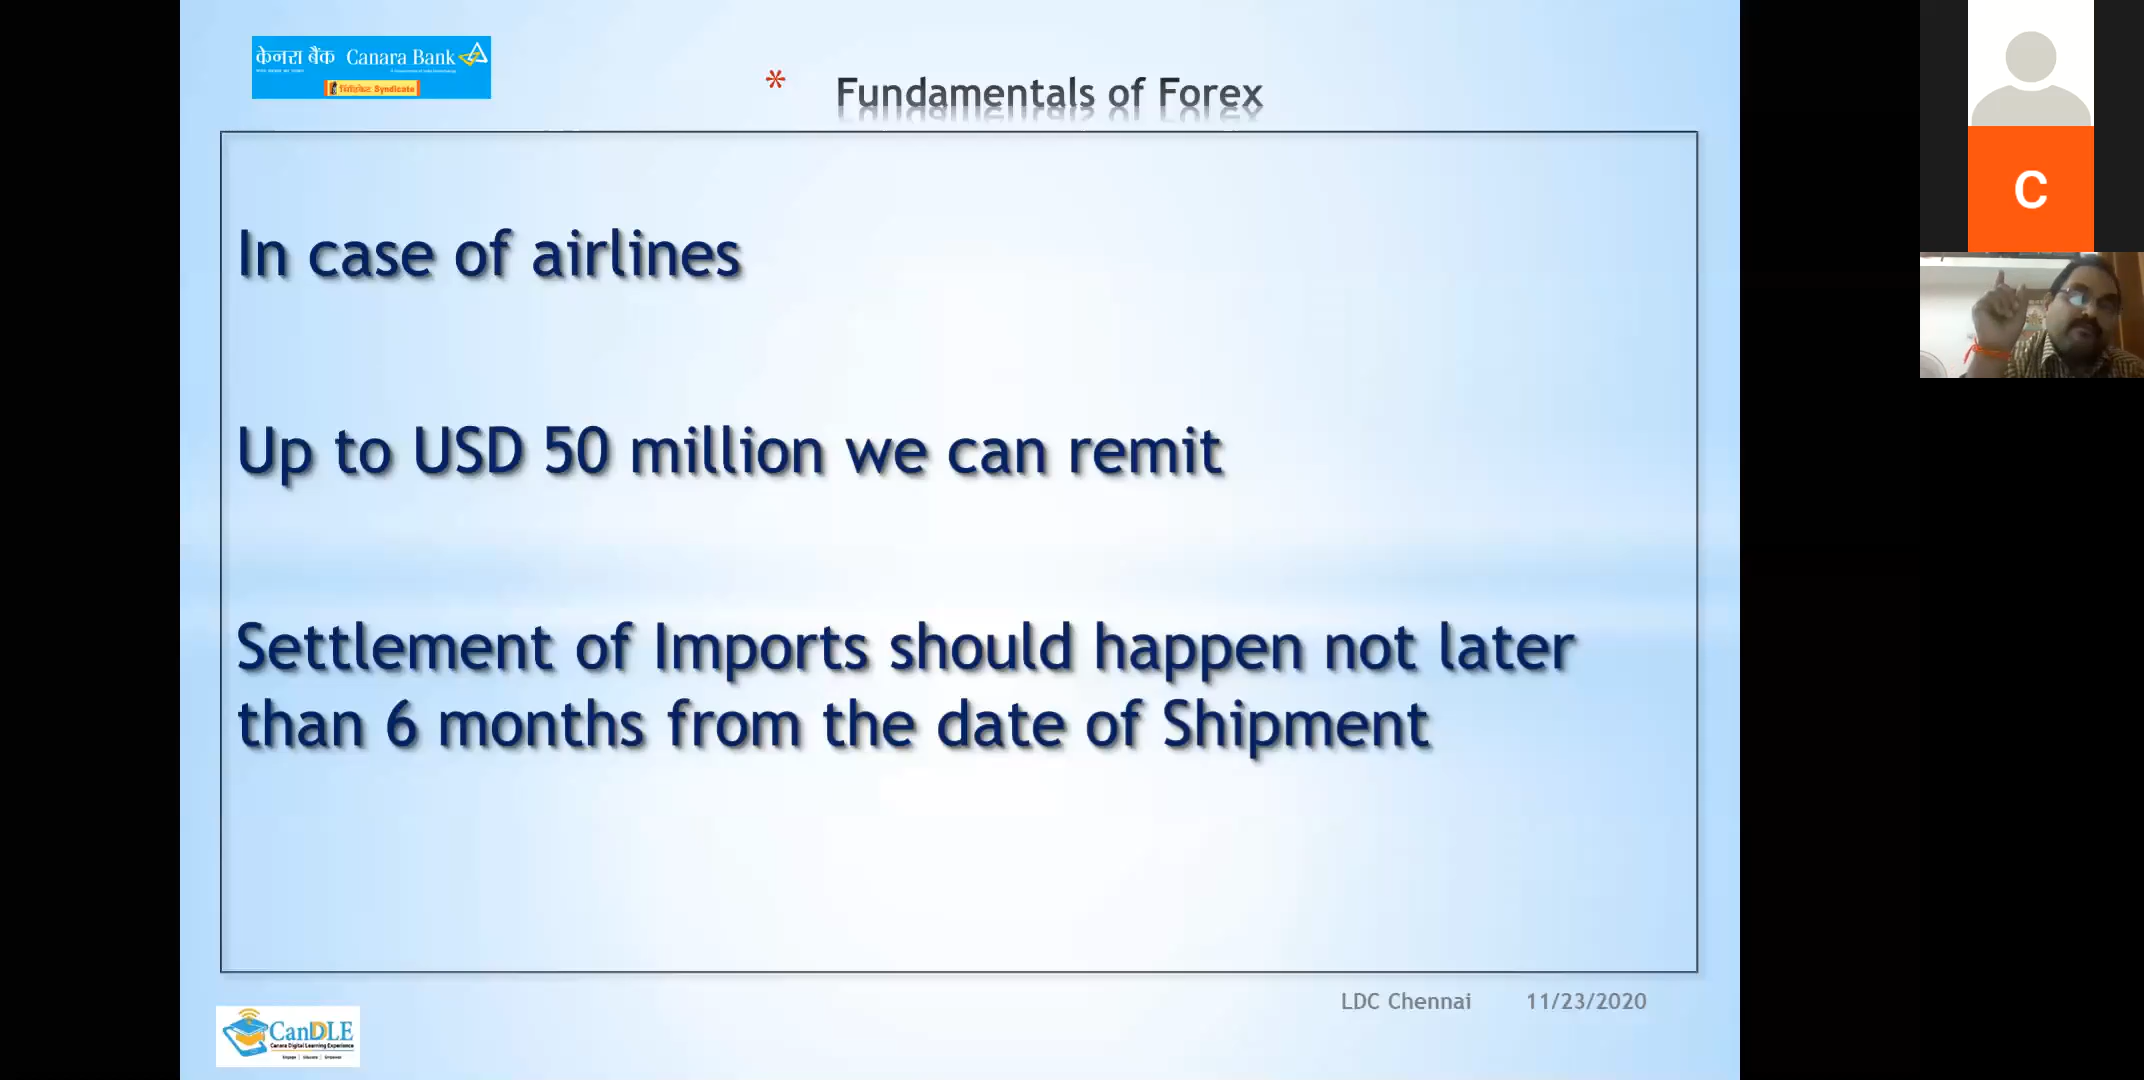 केनरा बैंक Canara Bank
सिंडिकेट Syndicate
* Fundamentals of Forex
In case of airlines
Up to USD 50 million we can remit
Settlement of Imports should happen not later
than 6 months from the date of Shipment
LDC Chennai 11/23/2020
CanDLE
Canara Digital Learning Experience
C